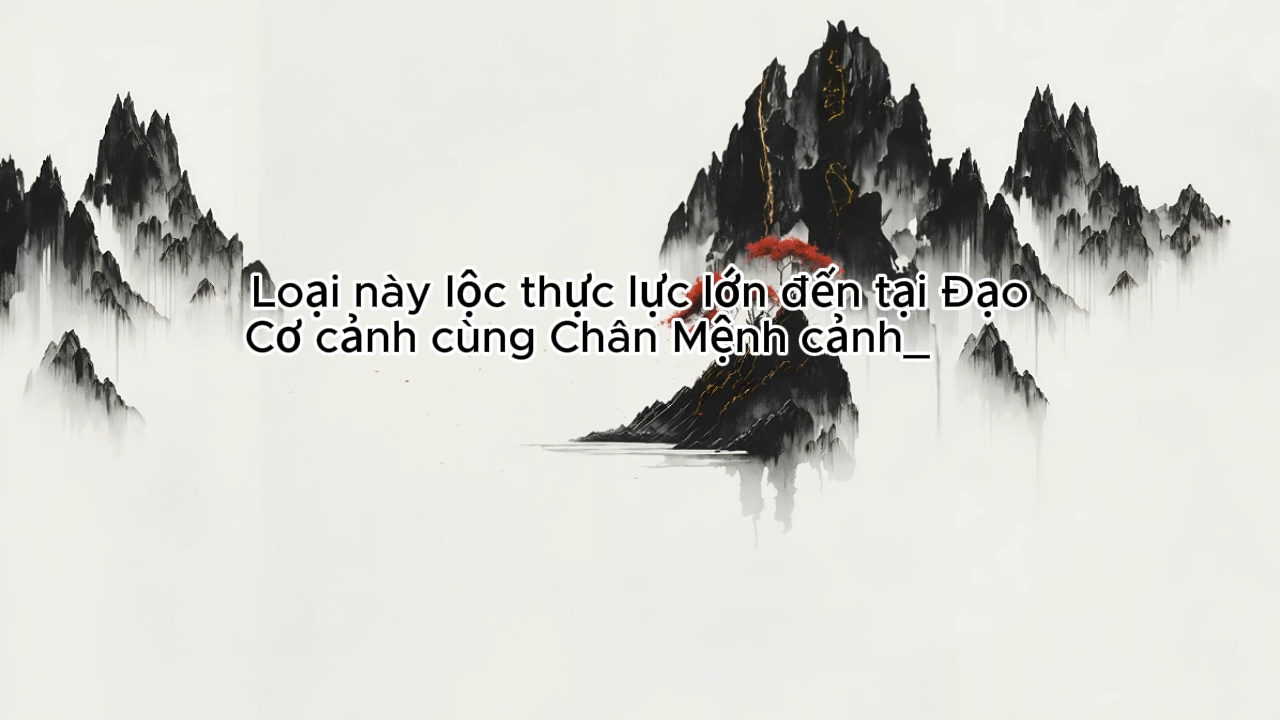 Loại này lộc thực lực lớn đến tại Đạo
Cơ cảnh cùng Chân Mệnh cảnh_